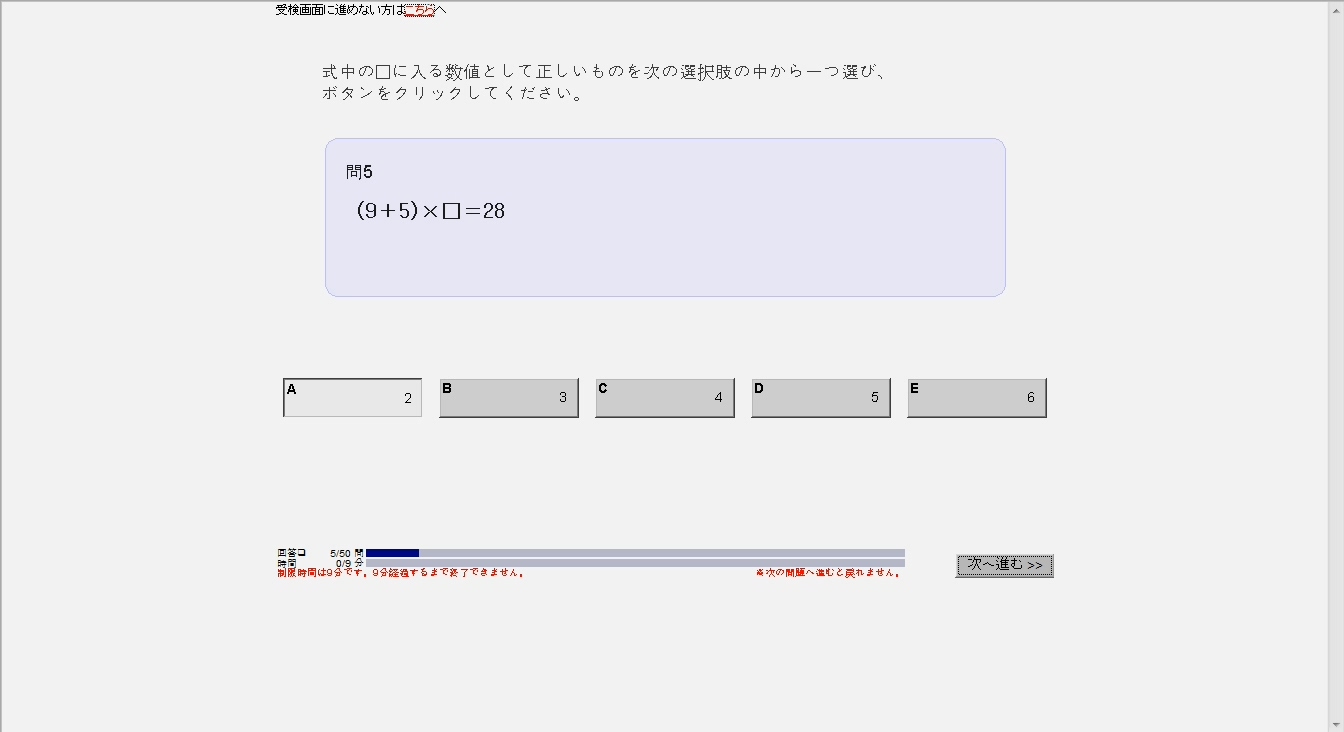 受検画面に進めない方はこちらへ
式中の□に入る数値として正しいものを次の選択肢の中から一つ選び、
ボタンをクリックしてください。
問5
(9＋5)×□＝28
A 2
B 3
C 4
D 5
E 6
回答□ 5/50 問
時間 0/9 分
制限時間は9分です。9分経過するまで終了できません。
※次の問題へ進むと戻れません。
次へ進む >>